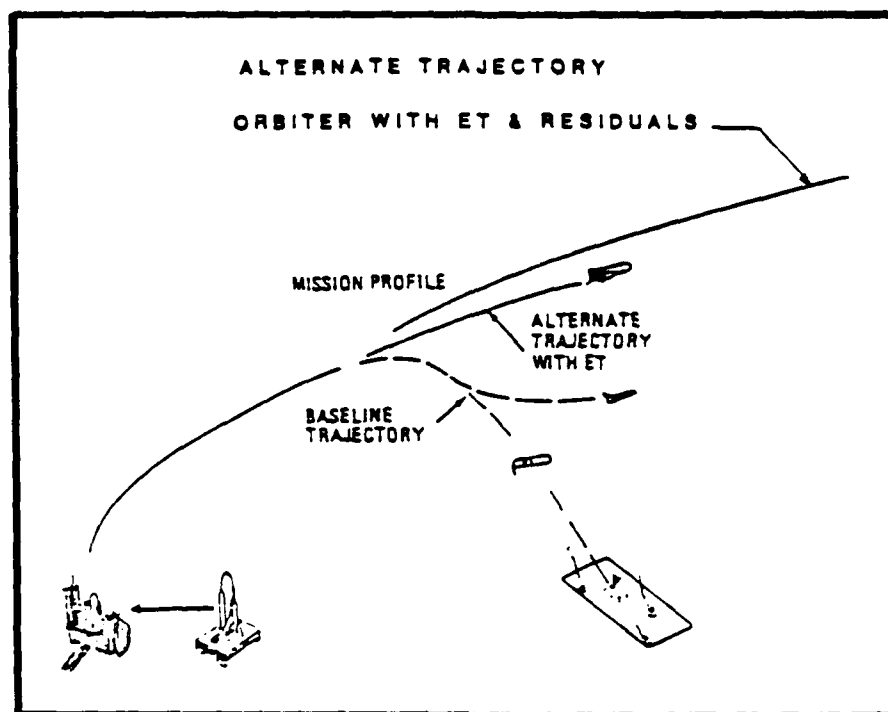 ALTERNATE TRAJECTORY
ORBITER WITH ET & RESIDUALS
MISSION PROFILE
ALTERNATE
TRAJECTORY
WITH ET
BASELINE
TRAJECTORY